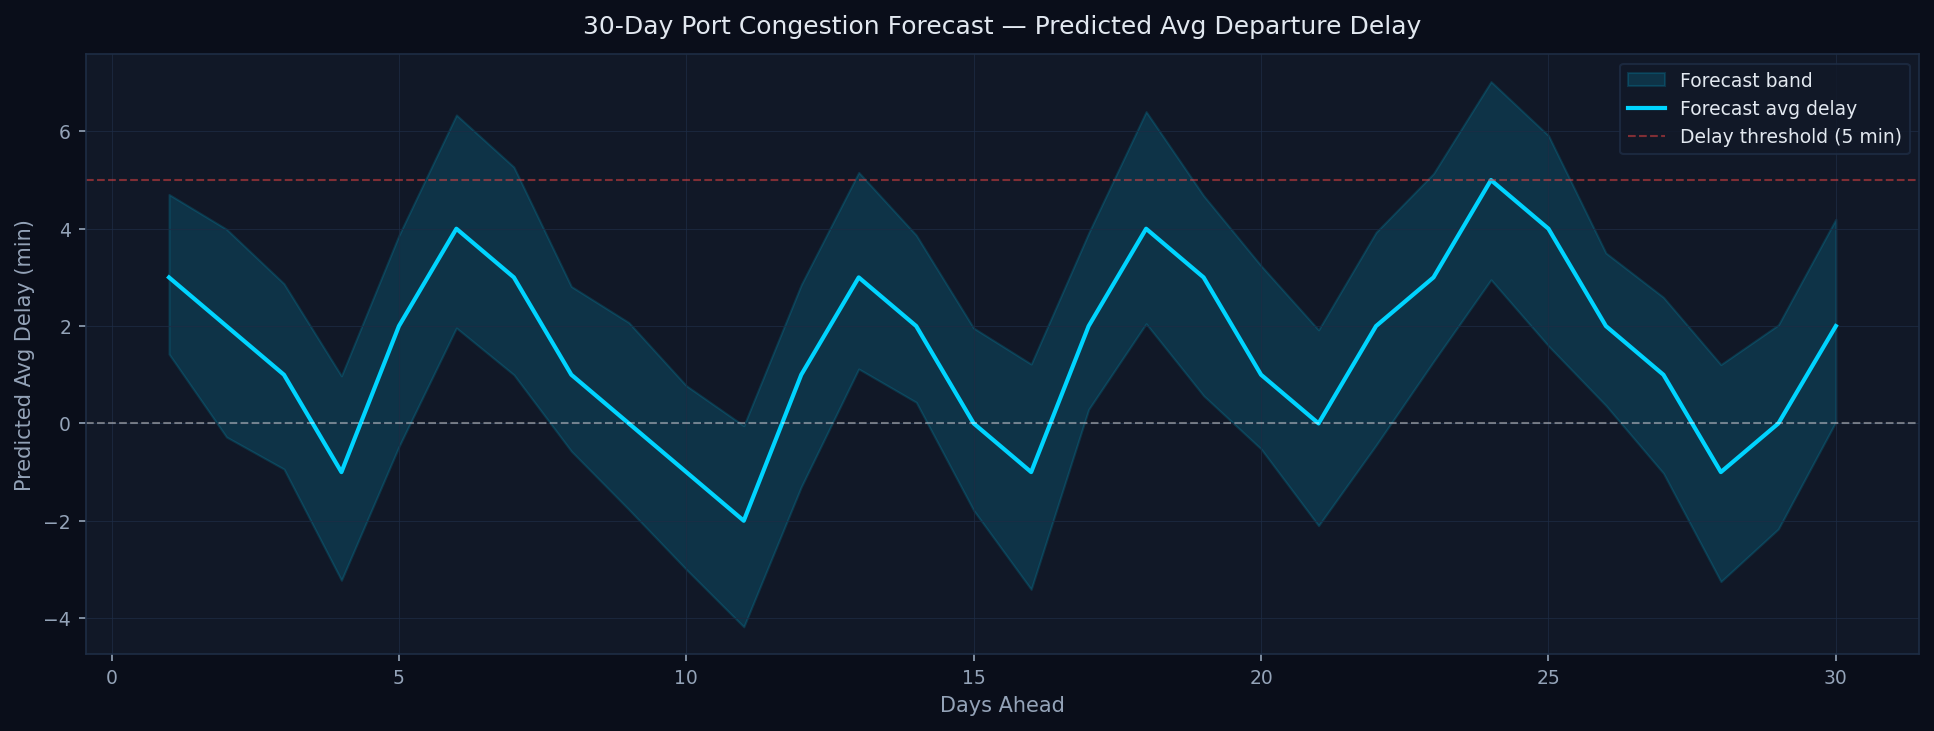 30-Day Port Congestion Forecast — Predicted Avg Departure Delay
Forecast band
Forecast avg delay
Delay threshold (5 min)
Predicted Avg Delay (min)
6
4
2
0
−2
−4
0 5 10 15 20 25 30
Days Ahead